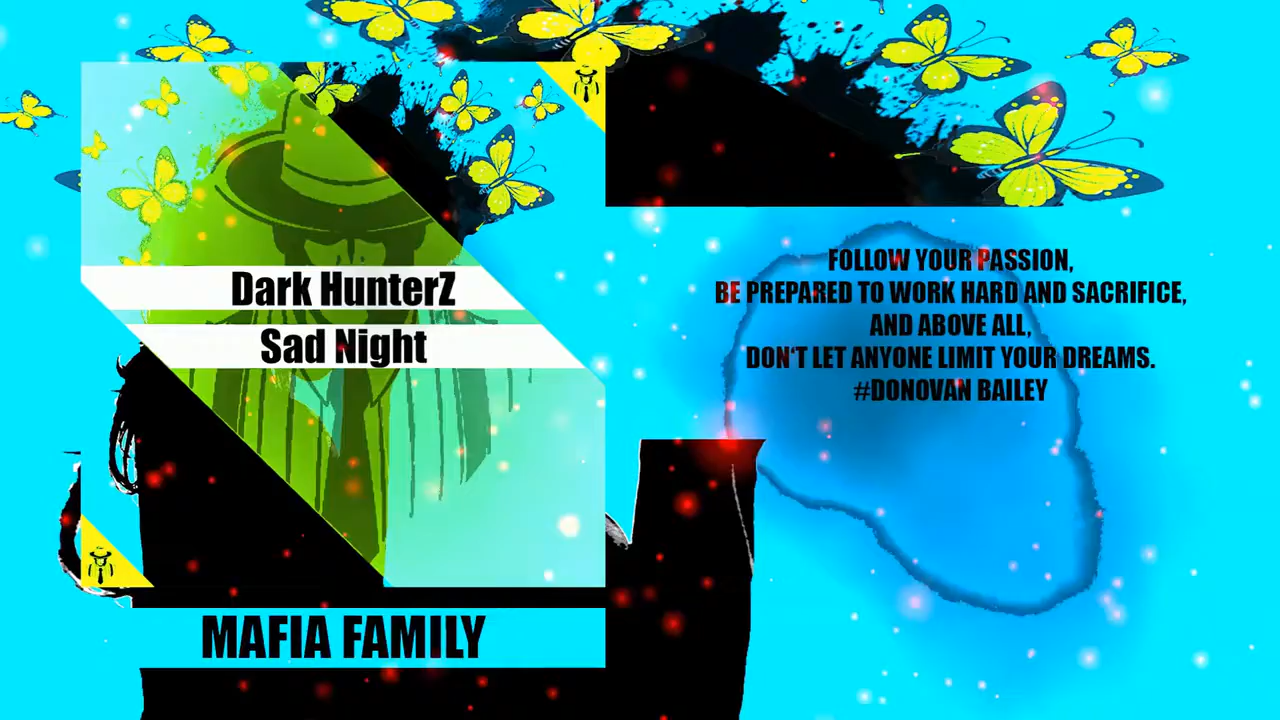 Dark HunterZ
Sad Night
MAFIA FAMILY
FOLLOW YOUR PASSION,
BE PREPARED TO WORK HARD AND SACRIFICE,
AND ABOVE ALL,
DON'T LET ANYONE LIMIT YOUR DREAMS.
#DONOVAN BAILEY